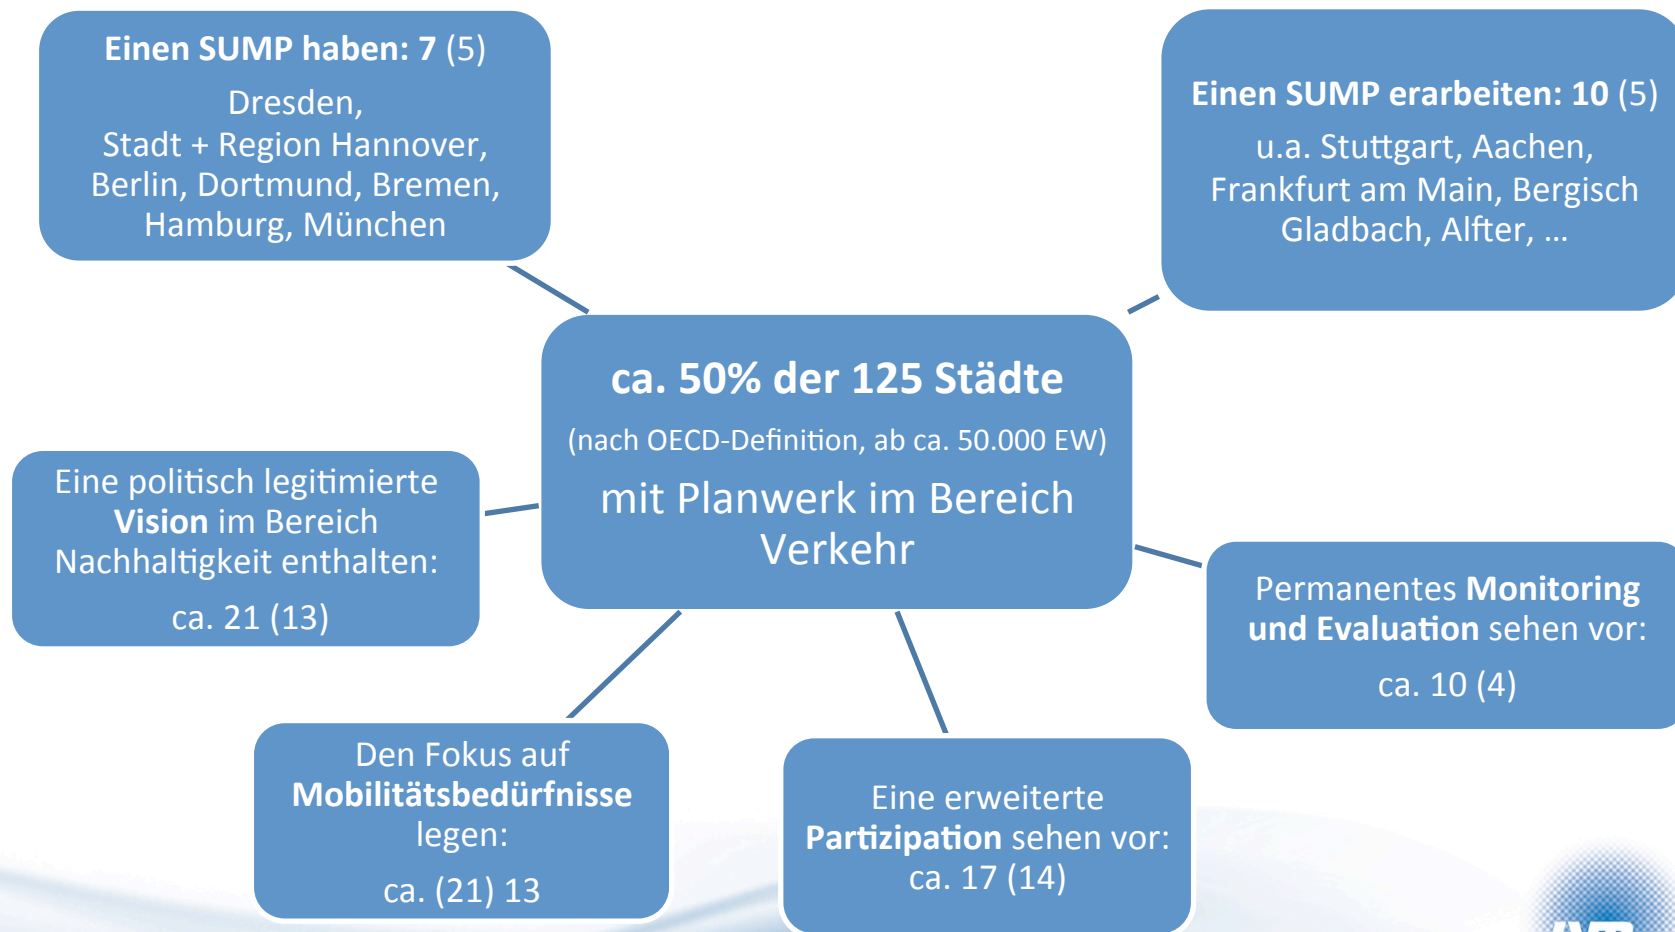 Einen SUMP haben: 7 (5)
Dresden,
Stadt + Region Hannover,
Berlin, Dortmund, Bremen,
Hamburg, München
Einen SUMP erarbeiten: 10 (5)
u.a. Stuttgart, Aachen,
Frankfurt am Main, Bergisch
Gladbach, Alfter, …
ca. 50% der 125 Städte
(nach OECD-Definition, ab ca. 50.000 EW)
mit Planwerk im Bereich
Verkehr
Eine politisch legitimierte
Vision im Bereich
Nachhaltigkeit enthalten:
ca. 21 (13)
Permanentes Monitoring
und Evaluation sehen vor:
ca. 10 (4)
Den Fokus auf
Mobilitätsbedürfnisse
legen:
ca. (21) 13
Eine erweiterte
Partizipation sehen vor:
ca. 17 (14)